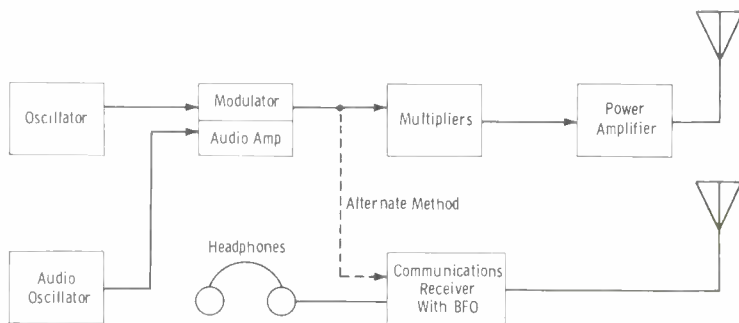 Oscillator
Modulator
Audio Amp
Multipliers
Power
Amplifier
Alternate Method
Headphones
Audio
Oscillator
Communications
Receiver
With BFO